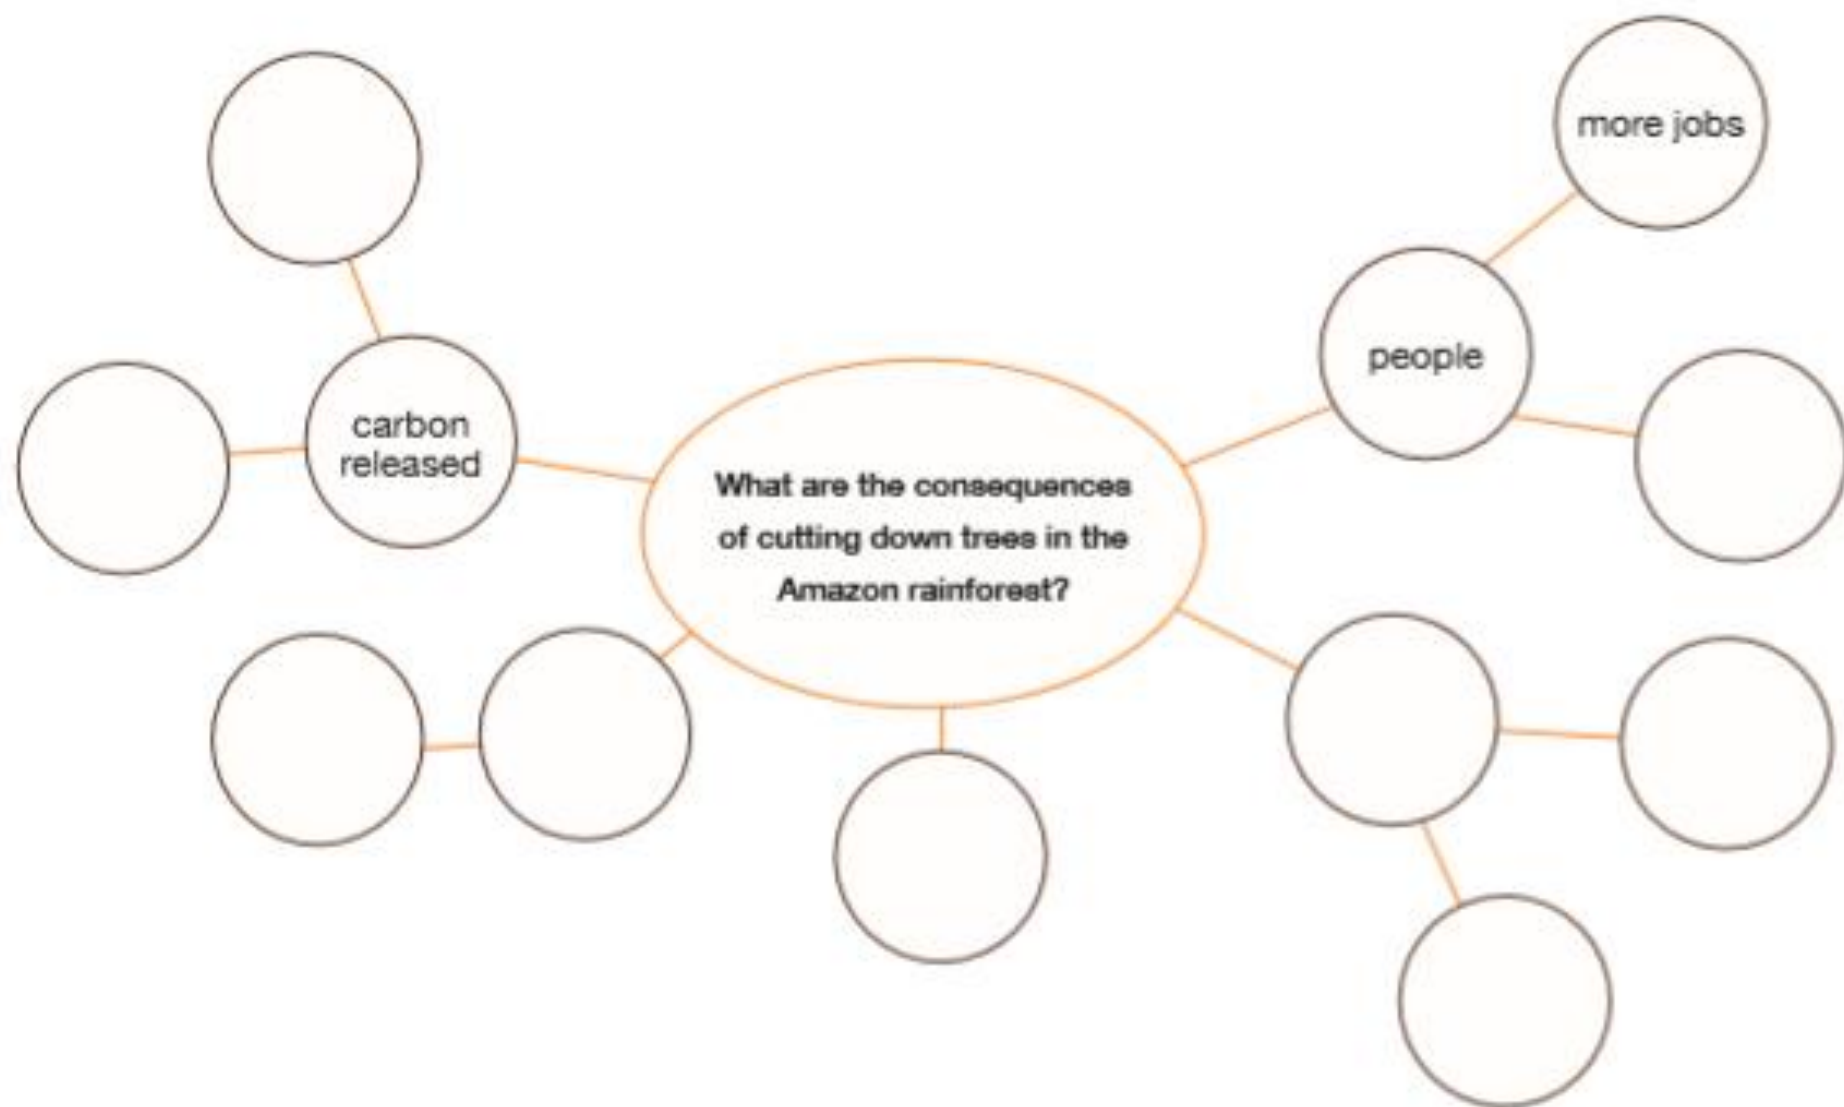 more jobs
people
carbon
released
What are the consequences
of cutting down trees in the
Amazon rainforest?